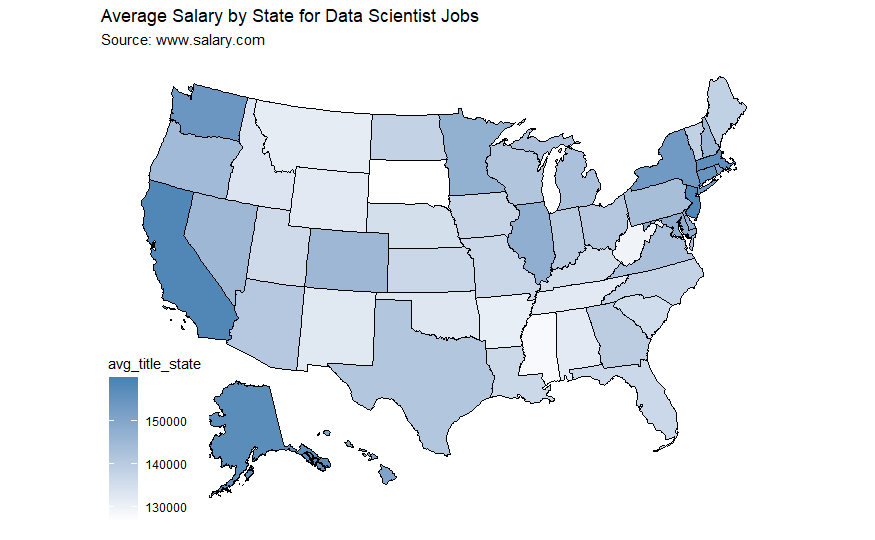 Average Salary by State for Data Scientist Jobs
Source: www.salary.com
avg_title_state
150000
140000
130000